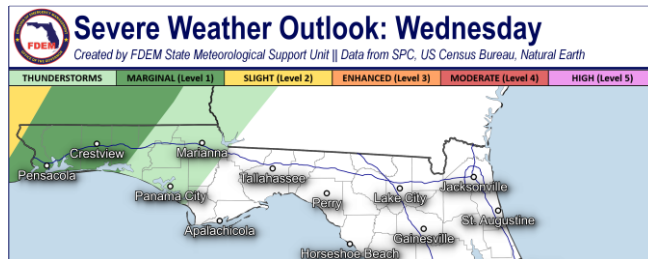 Severe Weather Outlook: Wednesday
FDEM
Created by FDEM State Meteorological Support Unit || Data from SPC, US Census Bureau, Natural Earth
THUNDERSTORMS MARGINAL (Level 1) SLIGHT (Level 2) ENHANCED (Level 3) MODERATE (Level 4) HIGH (Level 5)
Crestview
Marianna
Pensacola
Tallahassee
Jacksonville
Panama City
Perry
Lake City
St. Augustine
Apalachicola
Gainesville
Horseshoe Beach